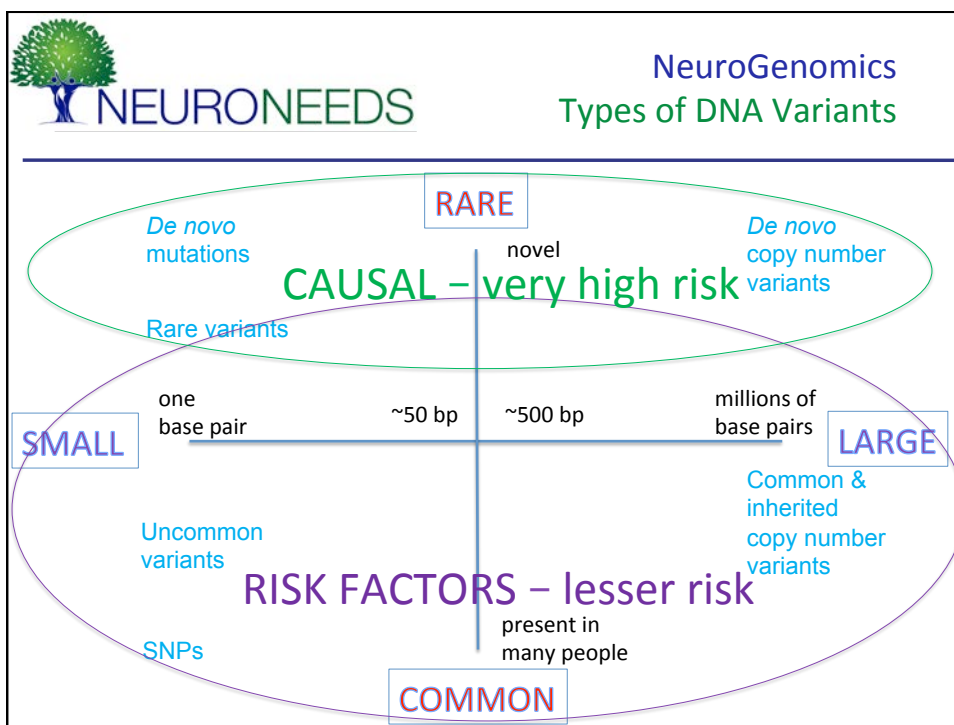 NEURONEEDS
NeuroGenomics
Types of DNA Variants
RARE
De novo
mutations
novel
De novo
copy number
variants
CAUSAL – very high risk
Rare variants
one
base pair
~50 bp
~500 bp
millions of
base pairs
SMALL
LARGE
Common &
inherited
copy number
variants
Uncommon
variants
RISK FACTORS – lesser risk
present in
many people
SNPs
COMMON